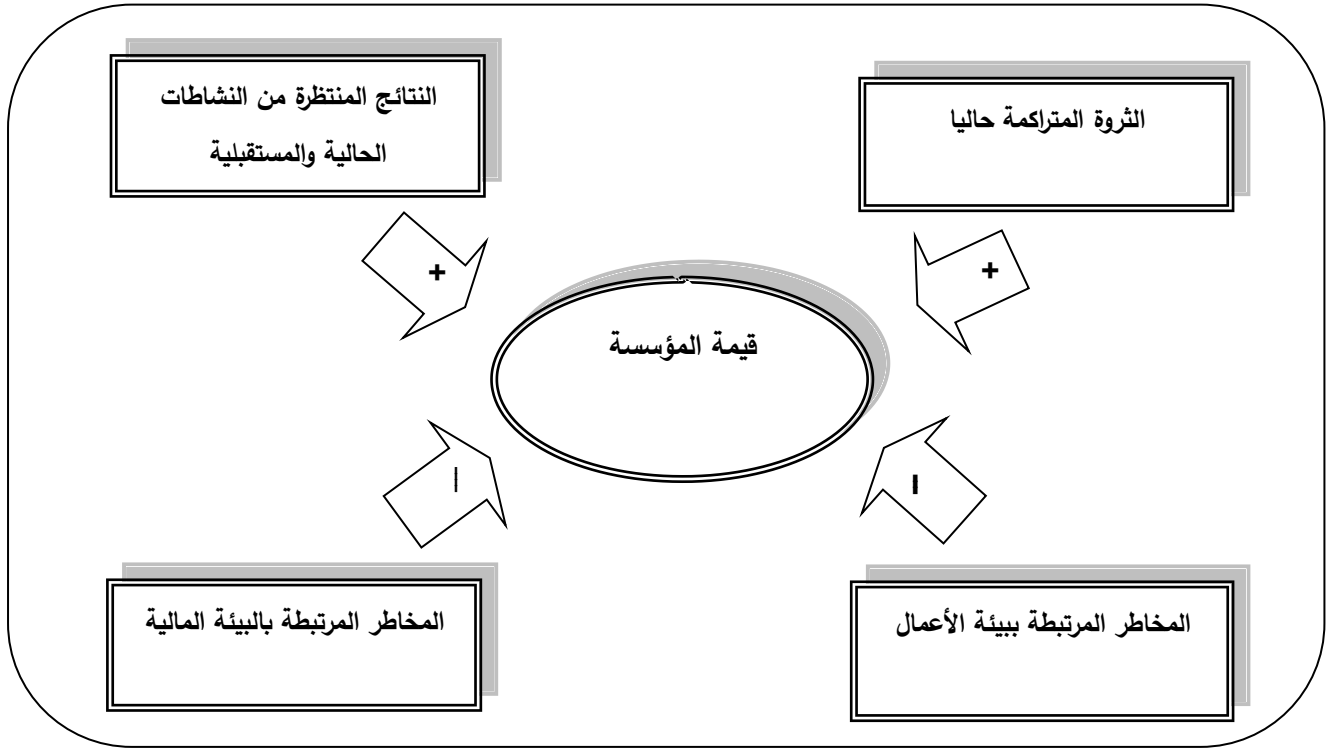 الثروة المتراكمة حاليا
النتائج المنتظرة من النشاطات
الحالية والمستقبلية
+
+
قيمة المؤسسة
ا
ا
المخاطر المرتبطة ببيئة الأعمال
المخاطر المرتبطة بالبيئة المالية